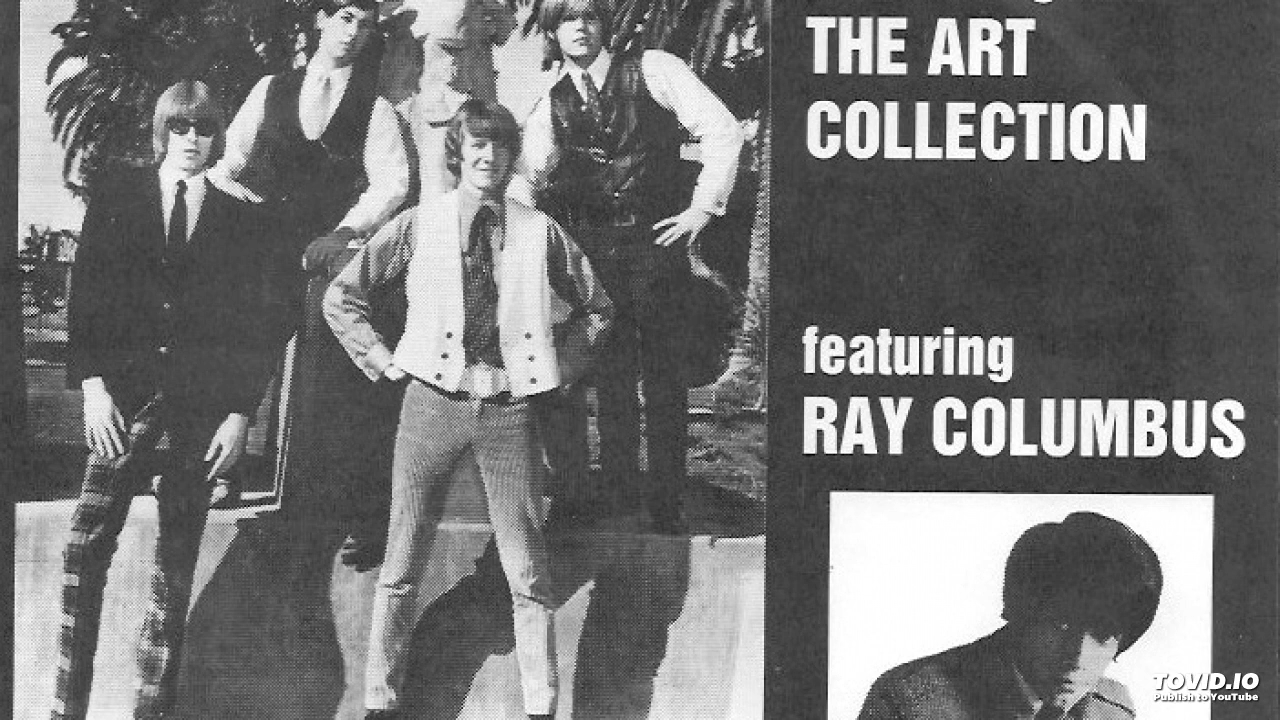 THE ART
COLLECTION
featuring
RAY COLUMBUS
TOVID.IO
Publish to YouTube